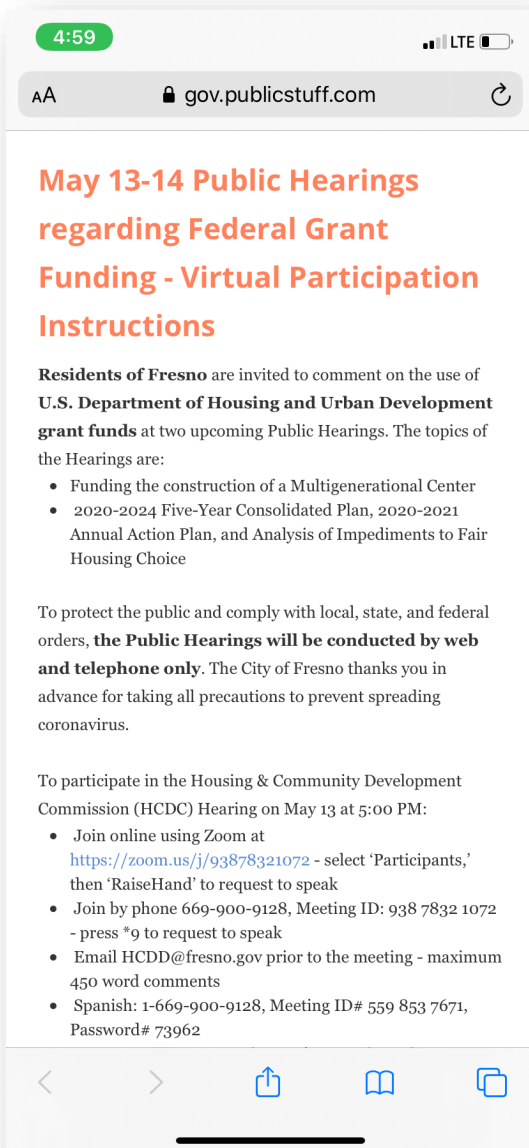 4:59
LTE
AA gov.publicstuff.com
May 13-14 Public Hearings
regarding Federal Grant
Funding - Virtual Participation
Instructions
Residents of Fresno are invited to comment on the use of
U.S. Department of Housing and Urban Development
grant funds at two upcoming Public Hearings. The topics of
the Hearings are:
• Funding the construction of a Multigenerational Center
• 2020-2024 Five-Year Consolidated Plan, 2020-2021
Annual Action Plan, and Analysis of Impediments to Fair
Housing Choice
To protect the public and comply with local, state, and federal
orders, the Public Hearings will be conducted by web
and telephone only. The City of Fresno thanks you in
advance for taking all precautions to prevent spreading
coronavirus.
To participate in the Housing & Community Development
Commission (HCDC) Hearing on May 13 at 5:00 PM:
• Join online using Zoom at
https://zoom.us/j/93878321072 - select ‘Participants,’
then ‘RaiseHand’ to request to speak
• Join by phone 669-900-9128, Meeting ID: 938 7832 1072
- press *9 to request to speak
• Email HCDD@fresno.gov prior to the meeting - maximum
450 word comments
• Spanish: 1-669-900-9128, Meeting ID# 559 853 7671,
Password# 73962